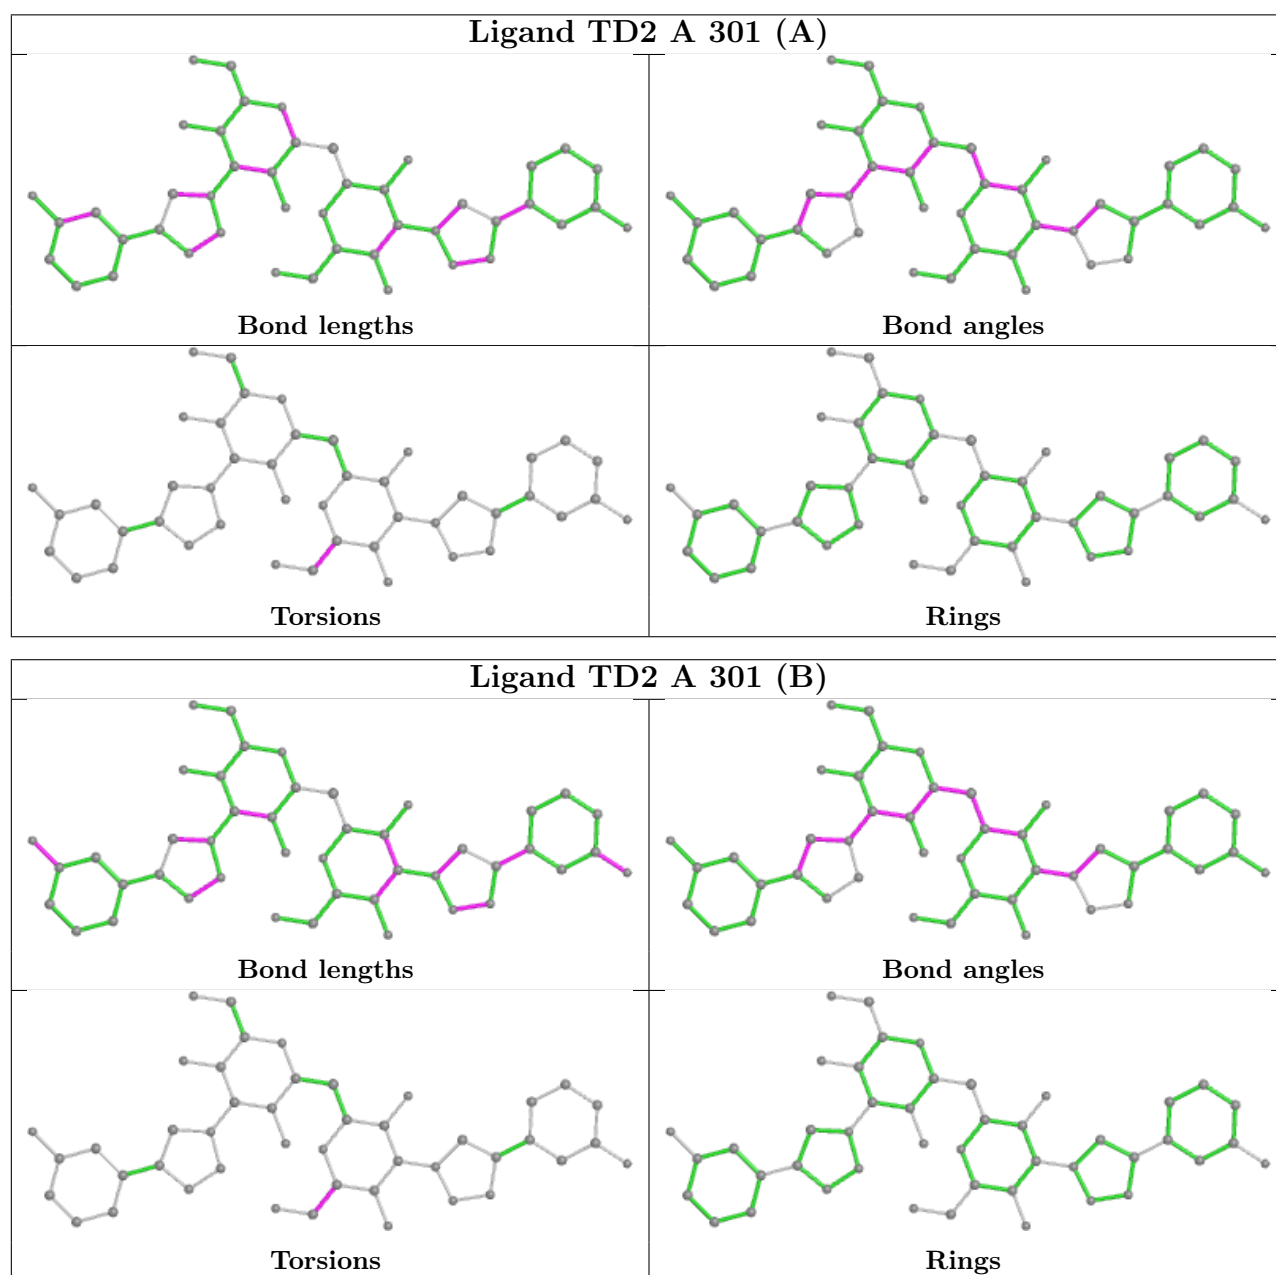 Ligand TD2 A 301 (A)
Bond lengths
Bond angles
Torsions
Rings
Ligand TD2 A 301 (B)
Bond lengths
Bond angles
Torsions
Rings